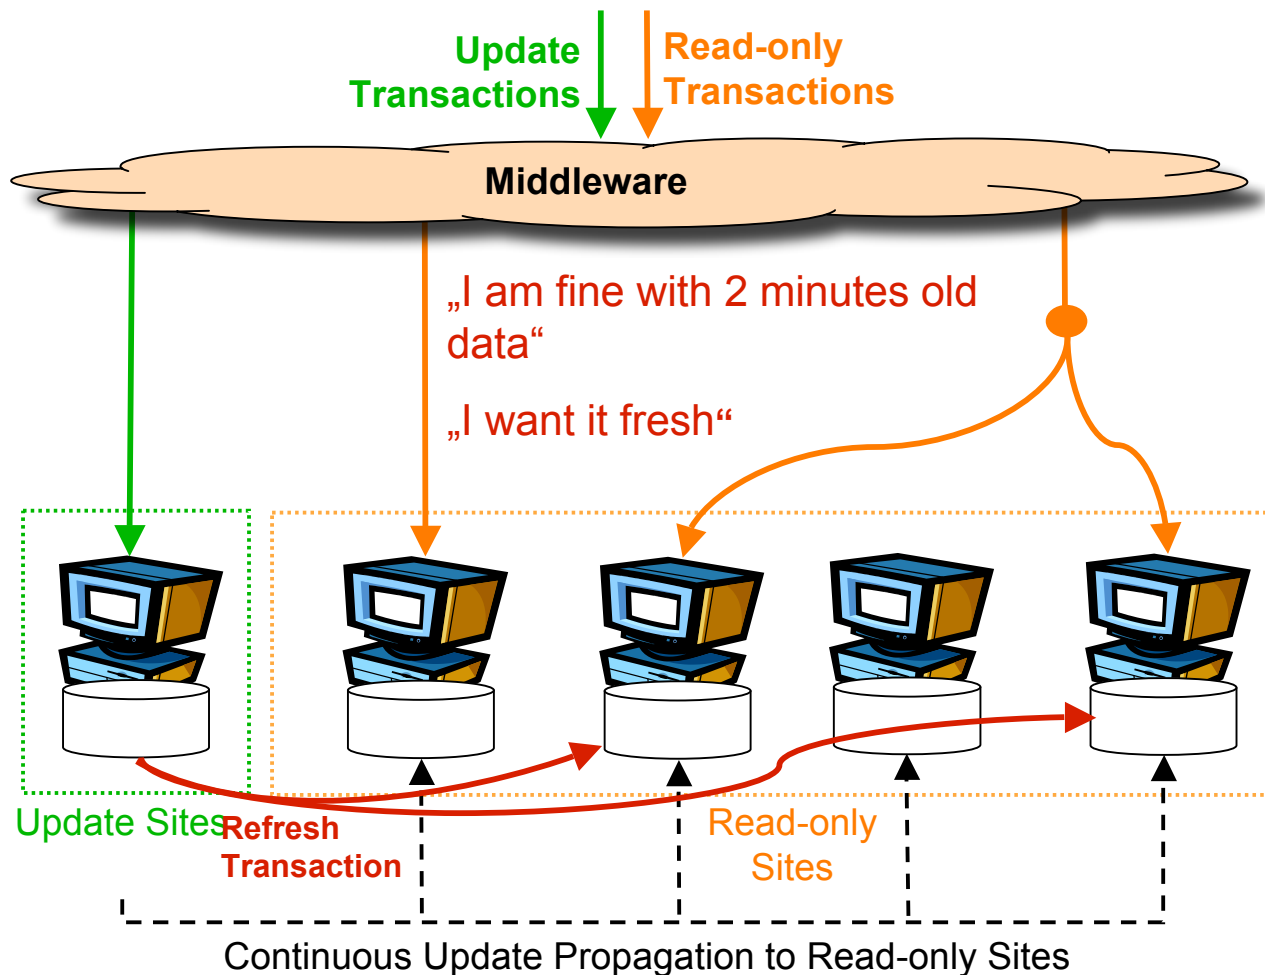 Update
Transactions
Read-only
Transactions
Middleware
„I am fine with 2 minutes old
data“
„I want it fresh“
Update Sites
Refresh
Transaction
Read-only
Sites
Continuous Update Propagation to Read-only Sites